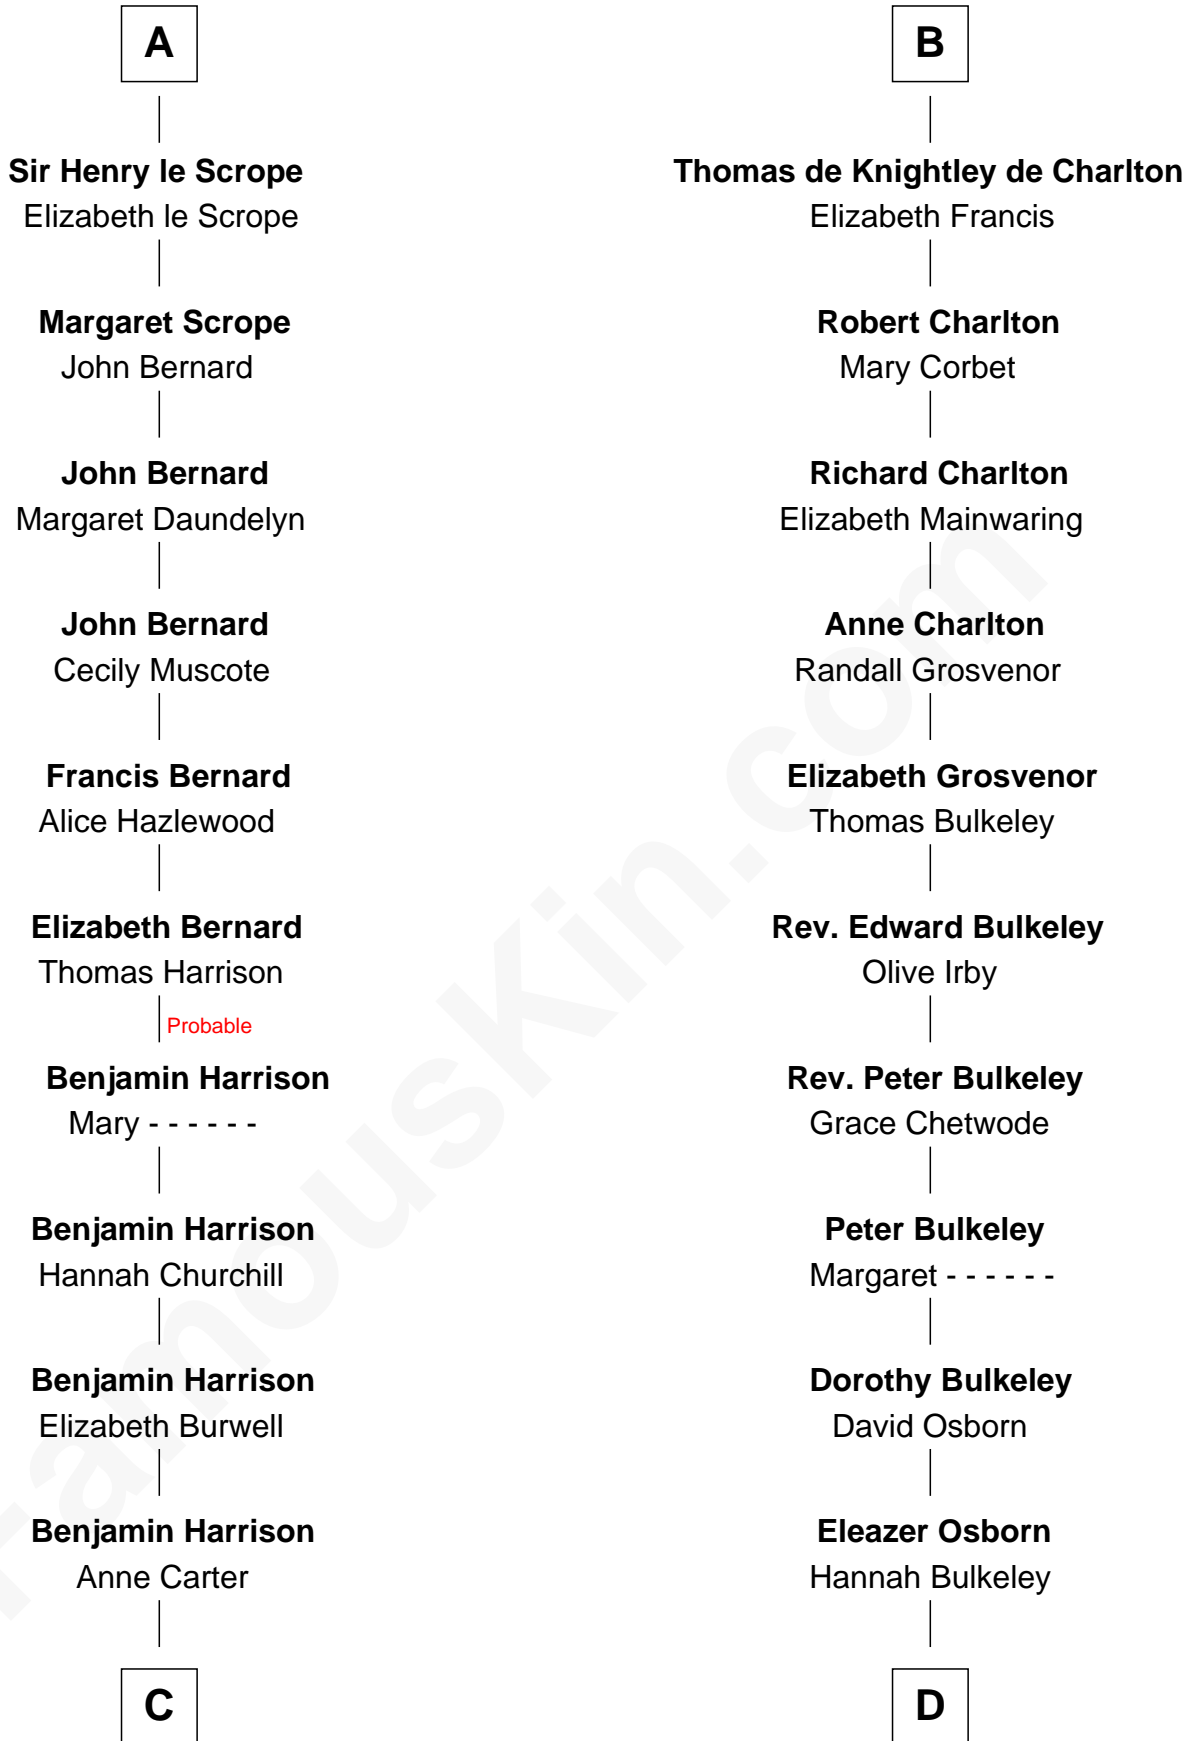 A
Sir Henry le Scrope
Elizabeth le Scrope
Margaret Scrope
John Bernard
John Bernard
Margaret Daundelyn
John Bernard
Cecily Muscote
Francis Bernard
Alice Hazlewood
Elizabeth Bernard
Thomas Harrison
Probable
Benjamin Harrison
Mary - - - - - -
Benjamin Harrison
Hannah Churchill
Benjamin Harrison
Elizabeth Burwell
Benjamin Harrison
Anne Carter
C
B
Thomas de Knightley de Charlton
Elizabeth Francis
Robert Charlton
Mary Corbet
Richard Charlton
Elizabeth Mainwaring
Anne Charlton
Randall Grosvenor
Elizabeth Grosvenor
Thomas Bulkeley
Rev. Edward Bulkeley
Olive Irby
Rev. Peter Bulkeley
Grace Chetwode
Peter Bulkeley
Margaret - - - - - -
Dorothy Bulkeley
David Osborn
Eleazer Osborn
Hannah Bulkeley
D
FamousKin.com